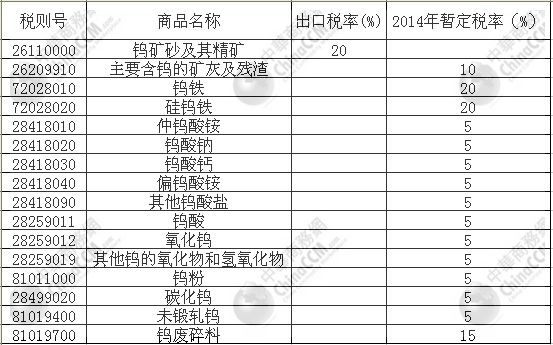 税则号 商品名称 出口税率(%) 2014年暂定税率（%）
26110000 钨矿砂及其精矿 20
26209910 主要含钨的矿灰及残渣 10
72028010 钨铁 20
72028020 硅钨铁 20
28418010 仲钨酸铵 5
28418020 钨酸钠 5
28418030 钨酸钙 5
28418040 偏钨酸铵 5
28418090 其他钨酸盐 5
28259011 钨酸 5
28259012 氧化钨 5
28259019 其他钨的氧化物和氢氧化物 5
81011000 钨粉 5
28499020 碳化钨 5
81019400 未锻轧钨 5
81019700 钨废碎料 15